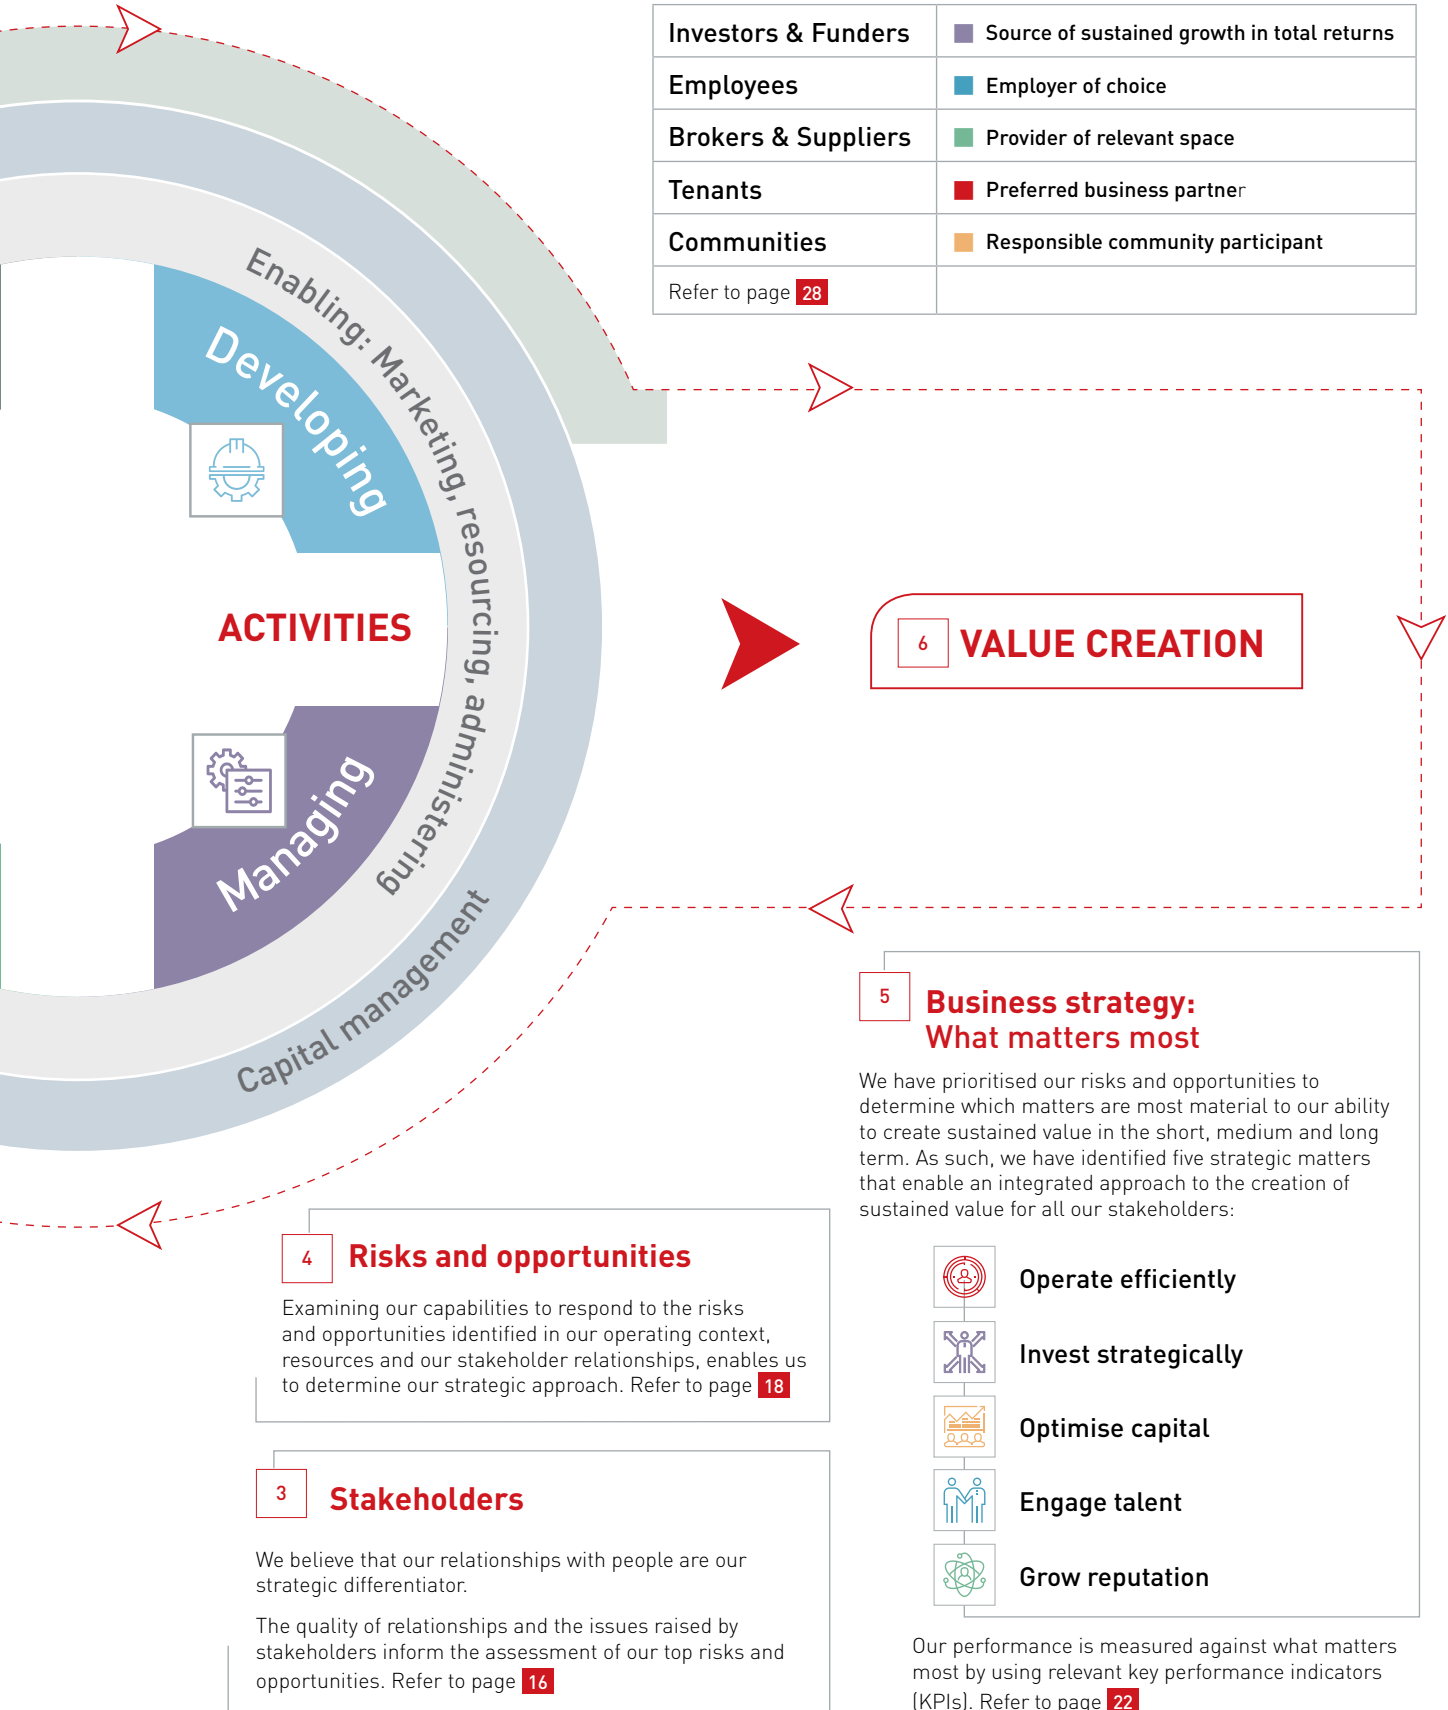 Investors & Funders
Source of sustained growth in total returns
Employees
Employer of choice
Brokers & Suppliers
Provider of relevant space
Tenants
Preferred business partner
Communities
Responsible community participant
Refer to page 28
Enabling: Marketing, resourcing, administering
Developing
ACTIVITIES
Managing
Capital management
6 VALUE CREATION
5 Business strategy:
What matters most
We have prioritised our risks and opportunities to
determine which matters are most material to our ability
to create sustained value in the short, medium and long
term. As such, we have identified five strategic matters
that enable an integrated approach to the creation of
sustained value for all our stakeholders:
Operate efficiently
Invest strategically
Optimise capital
Engage talent
Grow reputation
Our performance is measured against what matters
most by using relevant key performance indicators
(KPIs). Refer to page 22
4 Risks and opportunities
Examining our capabilities to respond to the risks
and opportunities identified in our operating context,
resources and our stakeholder relationships, enables us
to determine our strategic approach. Refer to page 18
3 Stakeholders
We believe that our relationships with people are our
strategic differentiator.
The quality of relationships and the issues raised by
stakeholders inform the assessment of our top risks and
opportunities. Refer to page 16